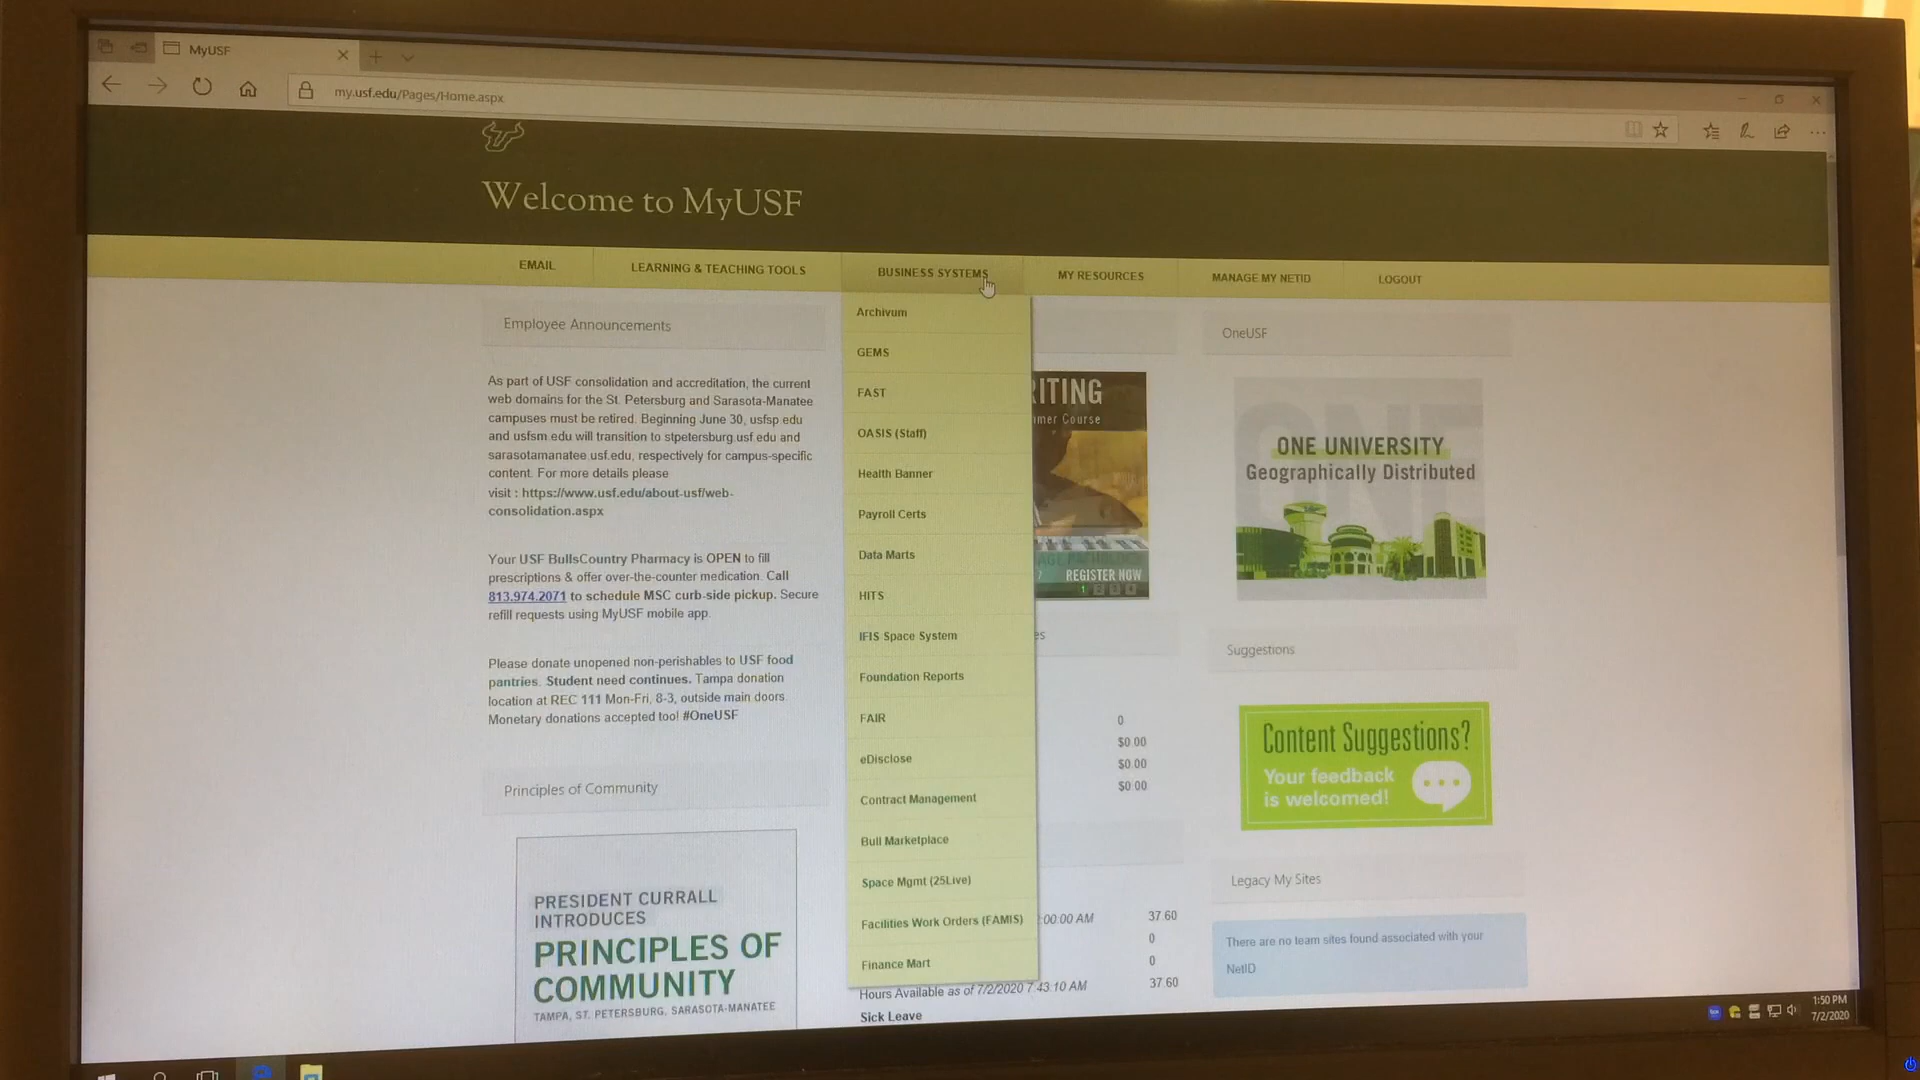 MyUSF
my.usf.edu/Pages/Home.aspx
Welcome to MyUSF
EMAIL
LEARNING & TEACHING TOOLS
BUSINESS SYSTEMS
MY RESOURCES
MANAGE MY NETID
LOGOUT
Employee Announcements
As part of USF consolidation and accreditation, the current
web domains for the St. Petersburg and Sarasota-Manatee
campuses must be retired. Beginning June 30, usfsp.edu
and usfsm.edu will transition to stpetersburg.usf.edu and
sarasotamanatee.usf.edu, respectively for campus-specific
content. For more details please
visit : https://www.usf.edu/about-usf/web-
consolidation.aspx
Your USF BullsCountry Pharmacy is OPEN to fill
prescriptions & offer over-the-counter medication. Call
813.974.2071 to schedule MSC curb-side pickup. Secure
refill requests using MyUSF mobile app.
Please donate unopened non-perishables to USF food
pantries. Student need continues. Tampa donation
location at REC 111 Mon-Fri, 8-3, outside main doors.
Monetary donations accepted too! #OneUSF
Principles of Community
PRESIDENT CURRALL
INTRODUCES
PRINCIPLES OF
COMMUNITY
TAMPA, ST. PETERSBURG, SARASOTA-MANATEE
Archivum
GEMS
FAST
OASIS (Staff)
Health Banner
Payroll Certs
Data Marts
HITS
IFIS Space System
Foundation Reports
FAIR
eDisclose
Contract Management
Bull Marketplace
Space Mgmt (25Live)
Facilities Work Orders (FAMIS)
Finance Mart
RITING
mer Course
REGISTER NOW
1 2 3 4
es
0
$0.00
$0.00
$0.00
:00:00 AM 37.60
0
0
Hours Available as of 7/2/2020 7:43:10 AM 37.60
Sick Leave
OneUSF
ONE UNIVERSITY
Geographically Distributed
Suggestions
Content Suggestions?
Your feedback
is welcomed!
Legacy My Sites
There are no team sites found associated with your
NetID
1:50 PM
7/2/2020